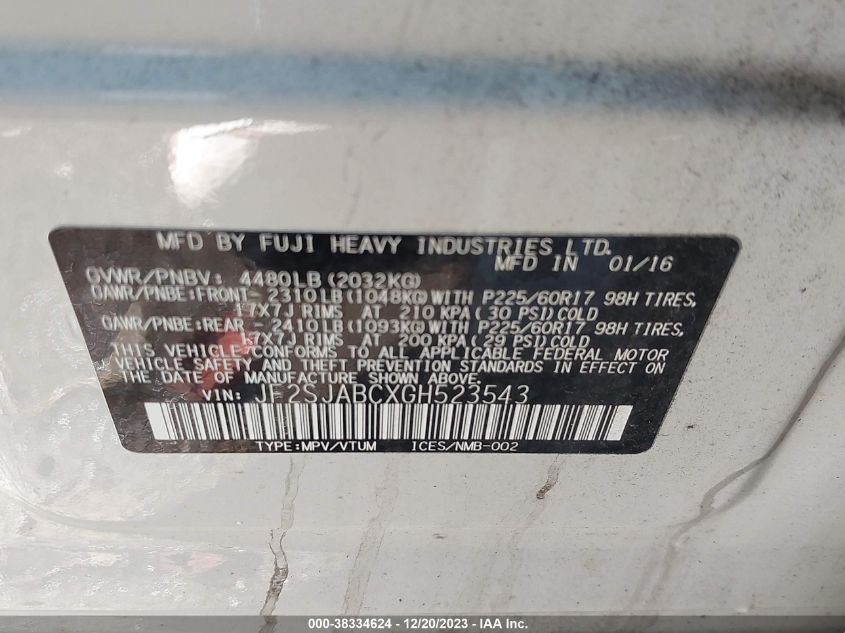 MFD BY FUJI HEAVY INDUSTRIES LTD.
MFD IN 01/16
GVWR/PNBV: 4480LB (2032KG)
GAWR/PNBE:FRONT- 2310LB(1048KG)WITH P225/60R17 98H TIRES,
17X7J RIMS AT 210 KPA (30 PSI)COLD
GAWR/PNBE:REAR - 2410LB(1093KG)WITH P225/60R17 98H TIRES,
17X7J RIMS AT 200 KPA (29 PSI)COLD
THIS VEHICLE CONFORMS TO ALL APPLICABLE FEDERAL MOTOR
VEHICLE SAFETY AND THEFT PREVENTION STANDARDS IN EFFECT ON
THE DATE OF MANUFACTURE SHOWN ABOVE.
VIN: JF2SJABCXGH523543
TYPE:MPV/VTUM ICES/NMB-002
000-38334624 - 12/20/2023 - IAA Inc.